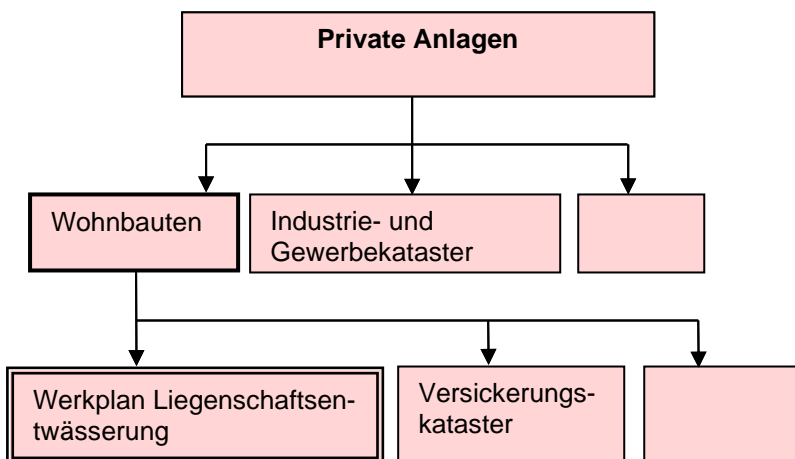 Private Anlagen
Wohnbauten
Industrie- und
Gewerbekataster
Werkplan Liegenschaftsen-
twässerung
Versickerungs-
kataster